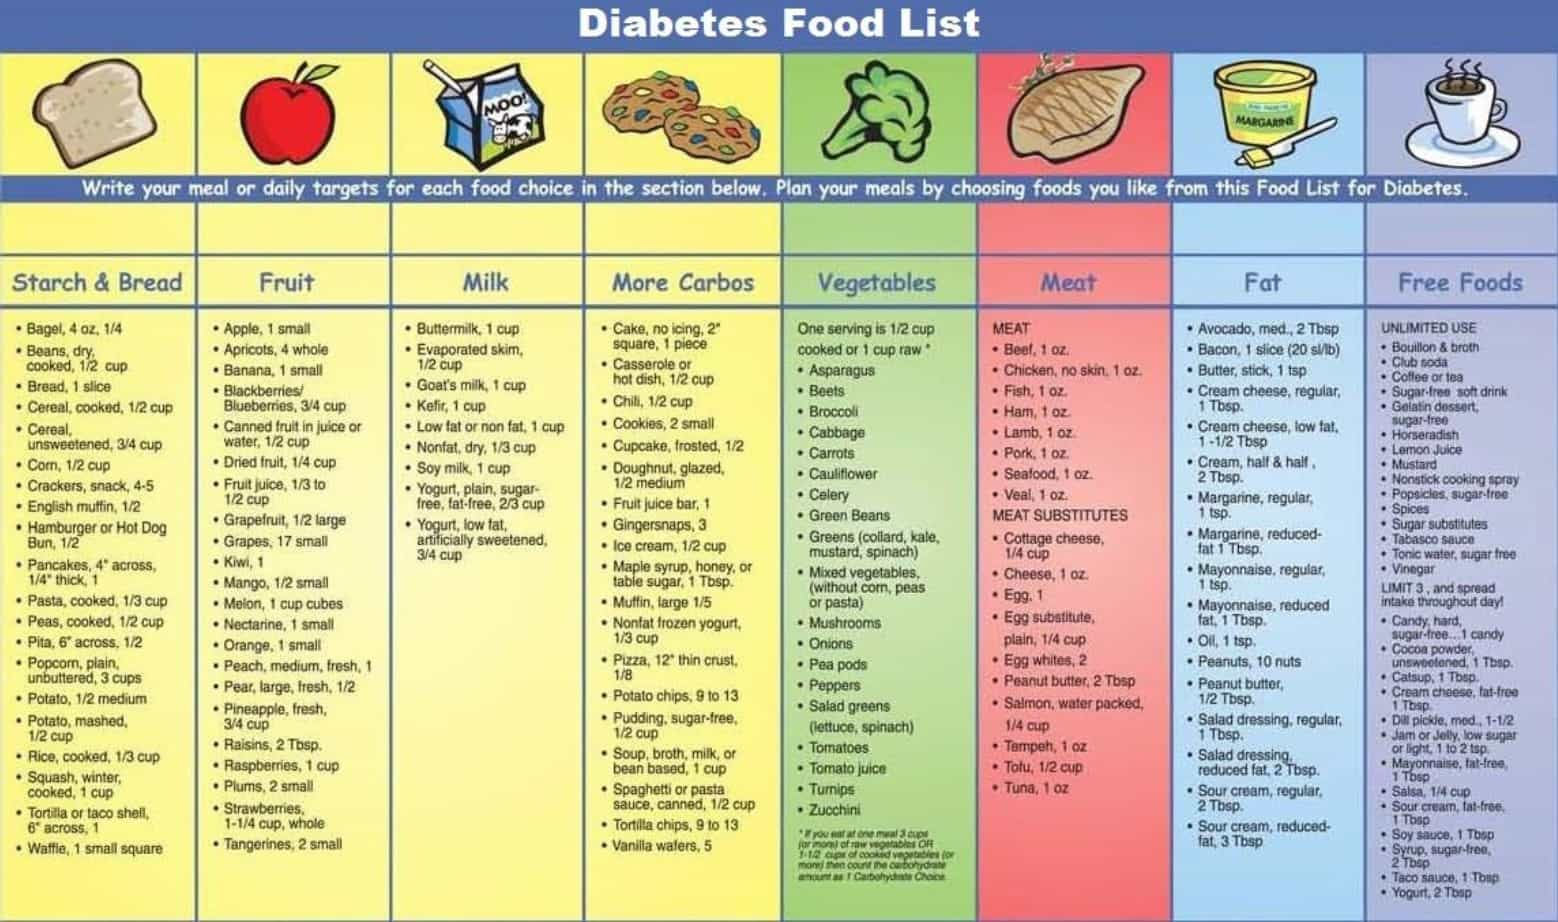 Diabetes Food List
MOO!
MARGARINE
Write your meal or daily targets for each food choice in the section below. Plan your meals by choosing foods you like from this Food List for Diabetes.
Starch & Bread
• Bagel, 4 oz, 1/4
• Beans, dry,
cooked, 1/2 cup
• Bread, 1 slice
• Cereal, cooked, 1/2 cup
• Cereal,
unsweetened, 3/4 cup
• Corn, 1/2 cup
• Crackers, snack, 4-5
• English muffin, 1/2
• Hamburger or Hot Dog
Bun, 1/2
• Pancakes, 4" across,
1/4" thick, 1
• Pasta, cooked, 1/3 cup
• Peas, cooked, 1/2 cup
• Pita, 6" across, 1/2
• Popcorn, plain,
unbuttered, 3 cups
• Potato, 1/2 medium
• Potato, mashed,
1/2 cup
• Rice, cooked, 1/3 cup
• Squash, winter,
cooked, 1 cup
• Tortilla or taco shell,
6" across, 1
• Waffle, 1 small square
Fruit
• Apple, 1 small
• Apricots, 4 whole
• Banana, 1 small
• Blackberries/
Blueberries, 3/4 cup
• Canned fruit in juice or
water, 1/2 cup
• Dried fruit, 1/4 cup
• Fruit juice, 1/3 to
1/2 cup
• Grapefruit, 1/2 large
• Grapes, 17 small
• Kiwi, 1
• Mango, 1/2 small
• Melon, 1 cup cubes
• Nectarine, 1 small
• Orange, 1 small
• Peach, medium, fresh, 1
• Pear, large, fresh, 1/2
• Pineapple, fresh,
3/4 cup
• Raisins, 2 Tbsp.
• Raspberries, 1 cup
• Plums, 2 small
• Strawberries,
1-1/4 cup, whole
• Tangerines, 2 small
Milk
• Buttermilk, 1 cup
• Evaporated skim,
1/2 cup
• Goat's milk, 1 cup
• Kefir, 1 cup
• Low fat or non fat, 1 cup
• Nonfat, dry, 1/3 cup
• Soy milk, 1 cup
• Yogurt, plain, sugar-
free, fat-free, 2/3 cup
• Yogurt, low fat,
artificially sweetened,
3/4 cup
More Carbos
• Cake, no icing, 2"
square, 1 piece
• Casserole or
hot dish, 1/2 cup
• Chili, 1/2 cup
• Cookies, 2 small
• Cupcake, frosted, 1/2
• Doughnut, glazed,
1/2 medium
• Fruit juice bar, 1
• Gingersnaps, 3
• Ice cream, 1/2 cup
• Maple syrup, honey, or
table sugar, 1 Tbsp.
• Muffin, large 1/5
• Nonfat frozen yogurt,
1/3 cup
• Pizza, 12" thin crust,
1/8
• Potato chips, 9 to 13
• Pudding, sugar-free,
1/2 cup
• Soup, broth, milk, or
bean based, 1 cup
• Spaghetti or pasta
sauce, canned, 1/2 cup
• Tortilla chips, 9 to 13
• Vanilla wafers, 5
Vegetables
One serving is 1/2 cup
cooked or 1 cup raw *
• Asparagus
• Beets
• Broccoli
• Cabbage
• Carrots
• Cauliflower
• Celery
• Green Beans
• Greens (collard, kale,
mustard, spinach)
• Mixed vegetables,
(without corn, peas
or pasta)
• Mushrooms
• Onions
• Pea pods
• Peppers
• Salad greens
(lettuce, spinach)
• Tomatoes
• Tomato juice
• Turnips
• Zucchini
* If you eat at one meal 3 cups
(or more) of raw vegetables OR
1-1/2 cups of cooked vegetables (or
more) then count the carbohydrate
amount as 1 Carbohydrate Choice.
Meat
MEAT
• Beef, 1 oz.
• Chicken, no skin, 1 oz.
• Fish, 1 oz.
• Ham, 1 oz.
• Lamb, 1 oz.
• Pork, 1 oz.
• Seafood, 1 oz.
• Veal, 1 oz.
MEAT SUBSTITUTES
• Cottage cheese,
1/4 cup
• Cheese, 1 oz.
• Egg, 1
• Egg substitute,
plain, 1/4 cup
• Egg whites, 2
• Peanut butter, 2 Tbsp
• Salmon, water packed,
1/4 cup
• Tempeh, 1 oz
• Tofu, 1/2 cup
• Tuna, 1 oz
Fat
• Avocado, med., 2 Tbsp
• Bacon, 1 slice (20 sl/lb)
• Butter, stick, 1 tsp
• Cream cheese, regular,
1 Tbsp.
• Cream cheese, low fat,
1 -1/2 Tbsp
• Cream, half & half ,
2 Tbsp.
• Margarine, regular,
1 tsp.
• Margarine, reduced-
fat 1 Tbsp.
• Mayonnaise, regular,
1 tsp.
• Mayonnaise, reduced
fat, 1 Tbsp.
• Oil, 1 tsp.
• Peanuts, 10 nuts
• Peanut butter,
1/2 Tbsp.
• Salad dressing, regular,
1 Tbsp.
• Salad dressing,
reduced fat, 2 Tbsp.
• Sour cream, regular,
2 Tbsp.
• Sour cream, reduced-
fat, 3 Tbsp
Free Foods
UNLIMITED USE
• Bouillon & broth
• Club soda
• Coffee or tea
• Sugar-free soft drink
• Gelatin dessert,
sugar-free
• Horseradish
• Lemon Juice
• Mustard
• Nonstick cooking spray
• Popsicles, sugar-free
• Spices
• Sugar substitutes
• Tabasco sauce
• Tonic water, sugar free
• Vinegar
LIMIT 3 , and spread
intake throughout day!
• Candy, hard,
sugar-free...1 candy
• Cocoa powder,
unsweetened, 1 Tbsp.
• Catsup, 1 Tbsp.
• Cream cheese, fat-free
1 Tbsp.
• Dill pickle, med., 1-1/2
• Jam or Jelly, low sugar
or light, 1 to 2 tsp.
• Mayonnaise, fat-free,
1 Tbsp
• Salsa, 1/4 cup
• Sour cream, fat-free,
1 Tbsp
• Soy sauce, 1 Tbsp
• Syrup, sugar-free,
2 Tbsp
• Taco sauce, 1 Tbsp
• Yogurt, 2 Tbsp